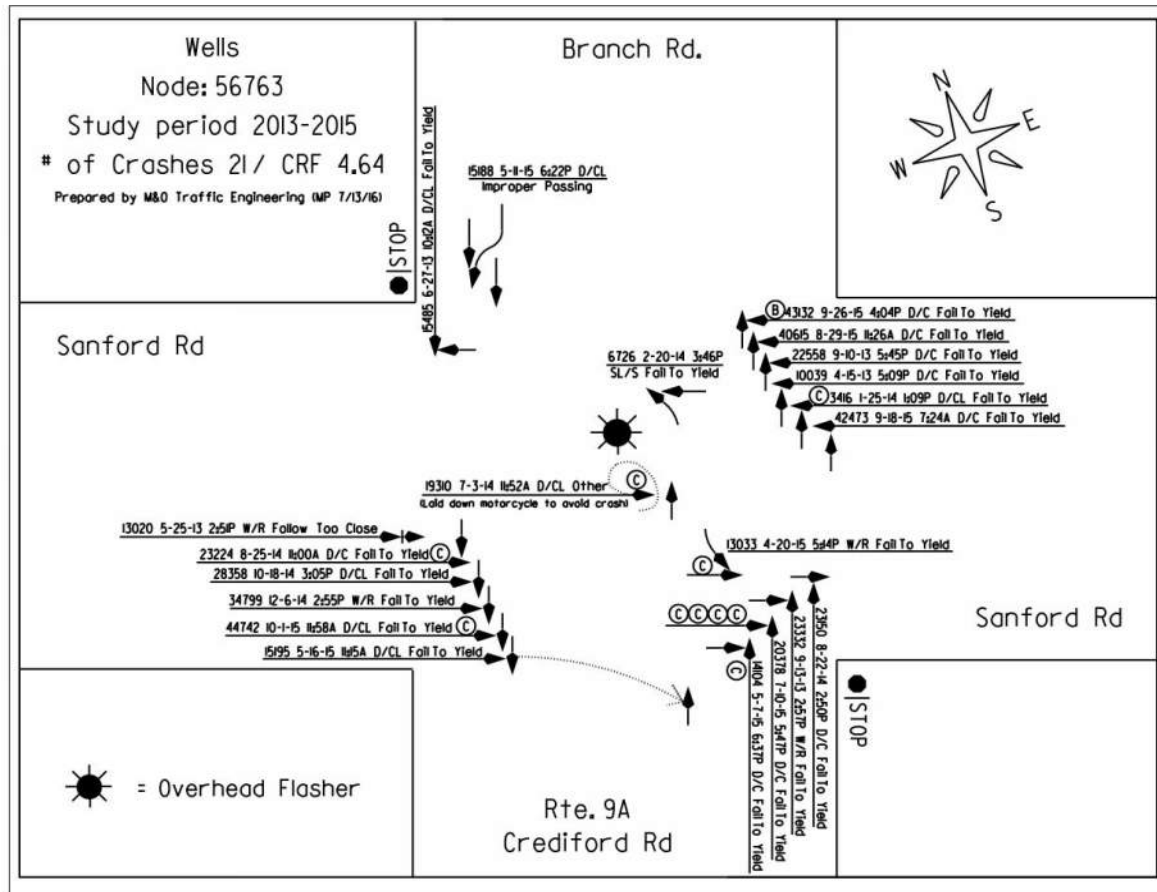 Wells
Node: 56763
Study period 2013-2015
# of Crashes 21 / CRF 4.64
Prepared by M&O Traffic Engineering (MP 7/13/16)
Branch Rd.
N
E
W
S
STOP
15485 6-27-13 10:12A D/CL Fail To Yield
15188 5-11-15 6:22P D/CL
Improper Passing
Sanford Rd
B
43132 9-26-15 4:04P D/C Fail To Yield
40615 8-29-15 11:26A D/C Fail To Yield
22558 9-10-13 5:45P D/C Fail To Yield
10039 4-15-13 5:09P D/C Fail To Yield
C
3416 1-25-14 1:09P D/CL Fail To Yield
42473 9-18-15 7:24A D/C Fail To Yield
6726 2-20-14 3:46P
SL/S Fail To Yield
19310 7-3-14 11:52A D/CL Other
C
(Laid down motorcycle to avoid crash)
13020 5-25-13 2:51P W/R Follow Too Close
23224 8-25-14 11:00A D/C Fail To Yield
C
28358 10-18-14 3:05P D/CL Fail To Yield
34799 12-6-14 2:55P W/R Fail To Yield
44742 10-1-15 11:58A D/CL Fail To Yield
C
15195 5-16-15 11:15A D/CL Fail To Yield
13033 4-20-15 5:14P W/R Fail To Yield
C
C C C C
C
14104 5-7-15 6:37P D/C Fail To Yield
20378 7-10-15 5:47P D/C Fail To Yield
23332 9-13-13 2:57P W/R Fail To Yield
23150 8-22-14 2:50P D/C Fail To Yield
Sanford Rd
STOP
= Overhead Flasher
Rte. 9A
Crediford Rd